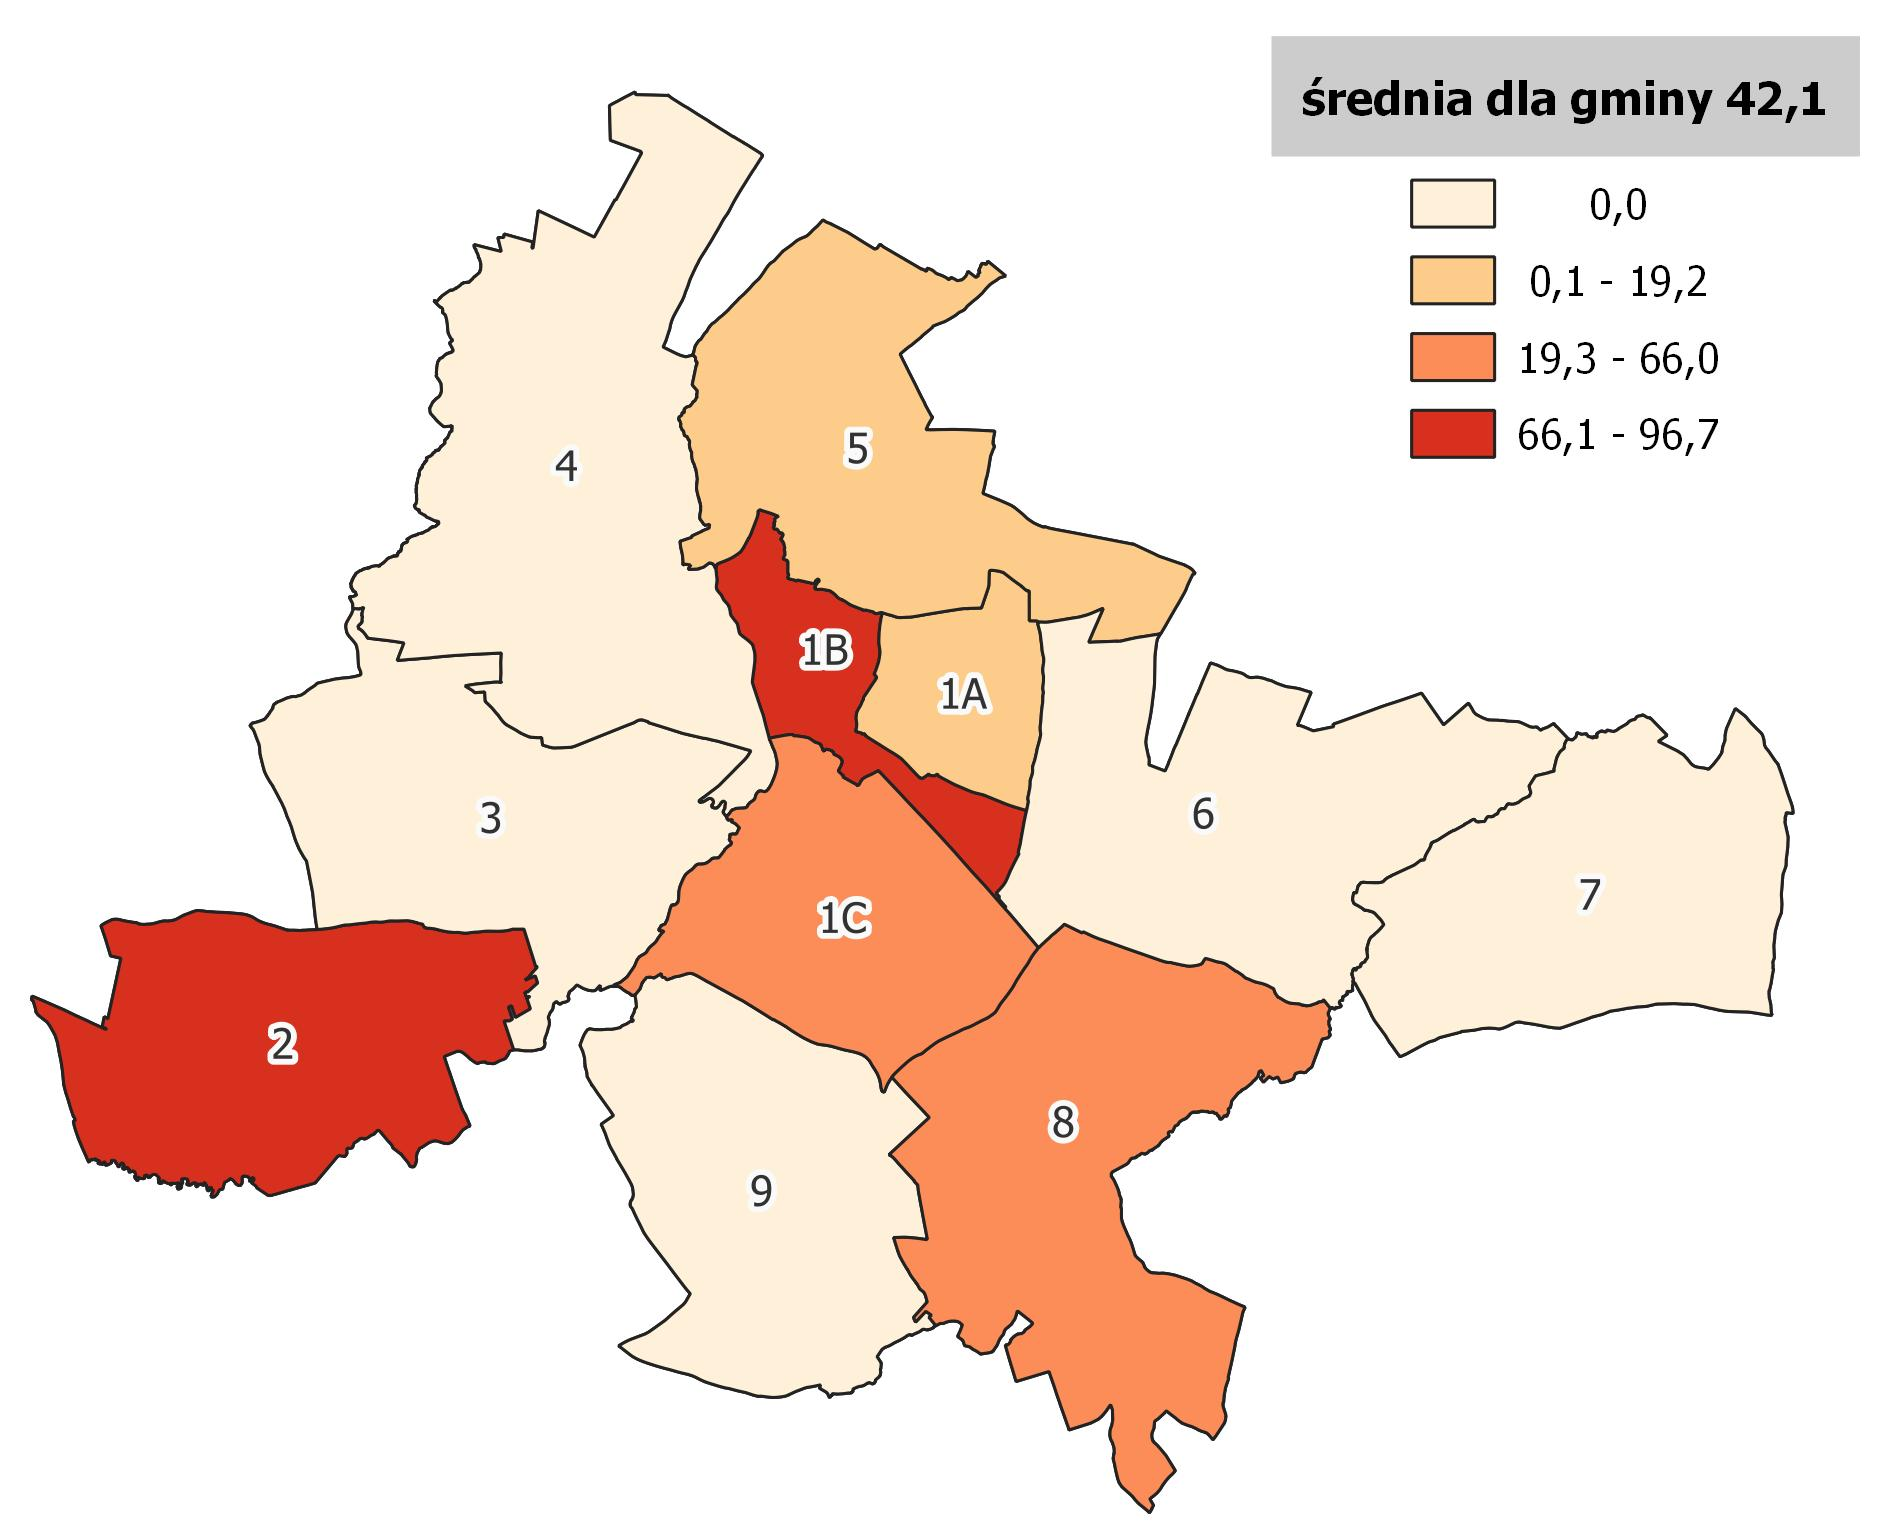 średnia dla gminy 42,1
0,0
0,1 - 19,2
19,3 - 66,0
66,1 - 96,7
4
5
1B
1A
3
6
7
1C
2
8
9